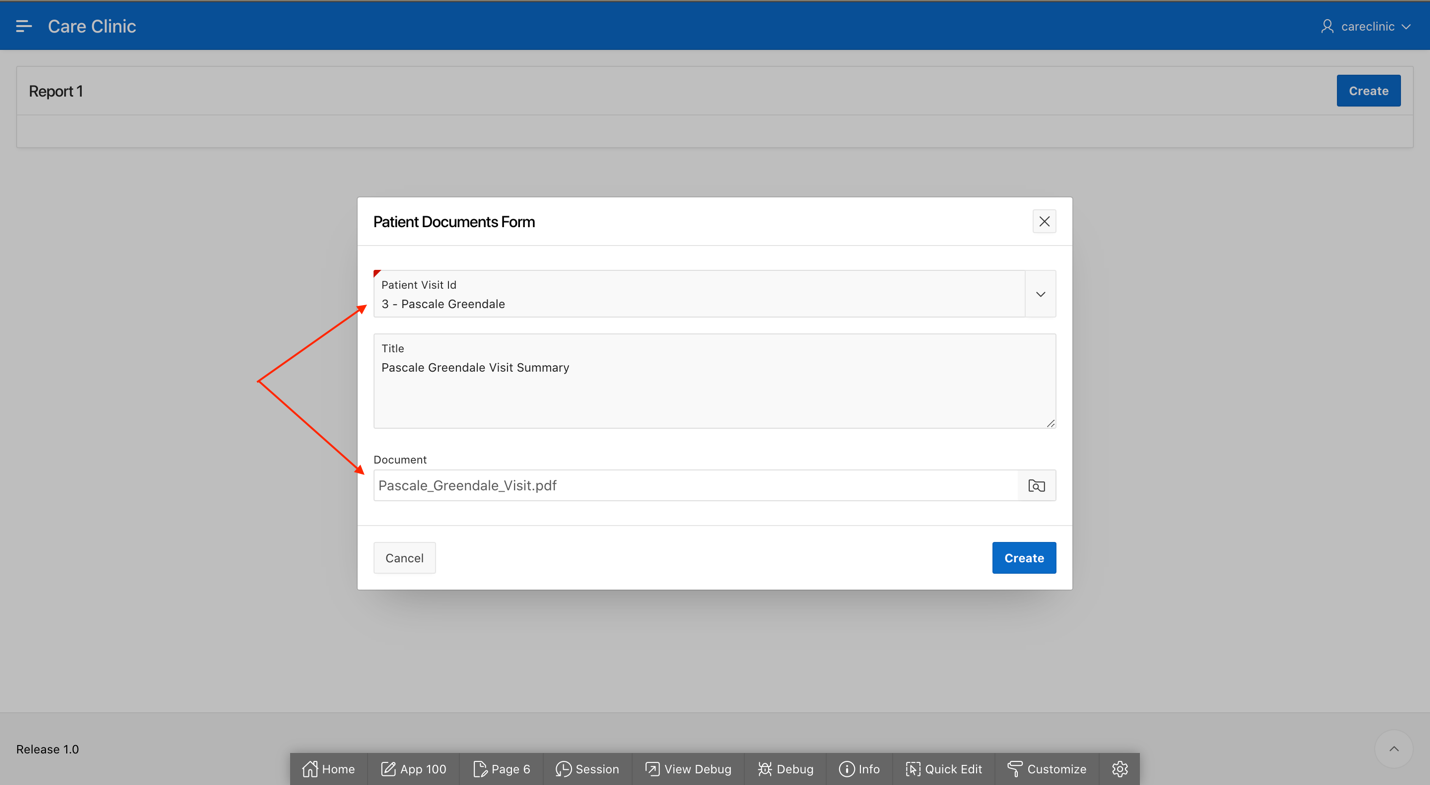 Care Clinic
careclinic
Report 1
Create
Patient Documents Form
Patient Visit Id
3 - Pascale Greendale
Title
Pascale Greendale Visit Summary
Document
Pascale_Greendale_Visit.pdf
Cancel
Create
Release 1.0
Home
App 100
Page 6
Session
View Debug
Debug
Info
Quick Edit
Customize